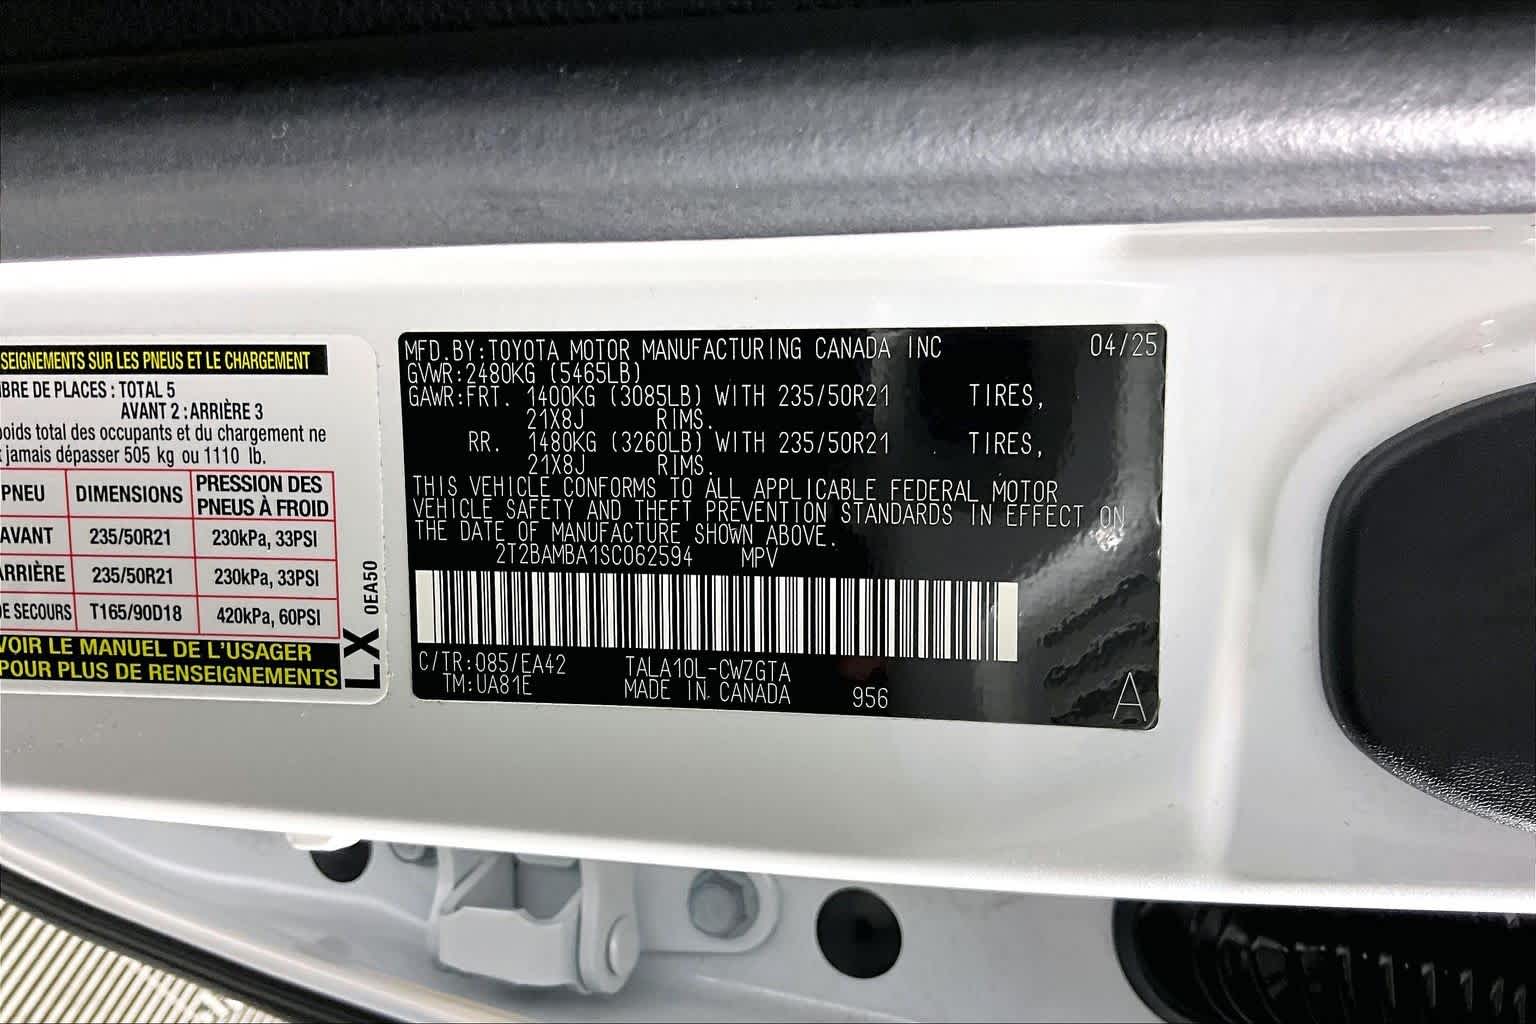 SEIGNEMENTS SUR LES PNEUS ET LE CHARGEMENT
BRE DE PLACES : TOTAL 5
AVANT 2 : ARRIÈRE 3
poids total des occupants et du chargement ne
jamais dépasser 505 kg ou 1110 lb.
PNEU DIMENSIONS PRESSION DES PNEUS À FROID
AVANT 235/50R21 230kPa, 33PSI
ARRIÈRE 235/50R21 230kPa, 33PSI
DE SECOURS T165/90D18 420kPa, 60PSI
VOIR LE MANUEL DE L'USAGER
POUR PLUS DE RENSEIGNEMENTS
LX 0EA50
MFD.BY:TOYOTA MOTOR MANUFACTURING CANADA INC 04/25
GVWR:2480KG (5465LB)
GAWR:FRT. 1400KG (3085LB) WITH 235/50R21 TIRES,
21X8J RIMS.
RR. 1480KG (3260LB) WITH 235/50R21 TIRES,
21X8J RIMS.
THIS VEHICLE CONFORMS TO ALL APPLICABLE FEDERAL MOTOR
VEHICLE SAFETY AND THEFT PREVENTION STANDARDS IN EFFECT ON
THE DATE OF MANUFACTURE SHOWN ABOVE.
2T2BAMBA1SC062594 MPV
C/TR:085/EA42 TALA10L-CWZGTA
TM:UA81E MADE IN CANADA 956
A